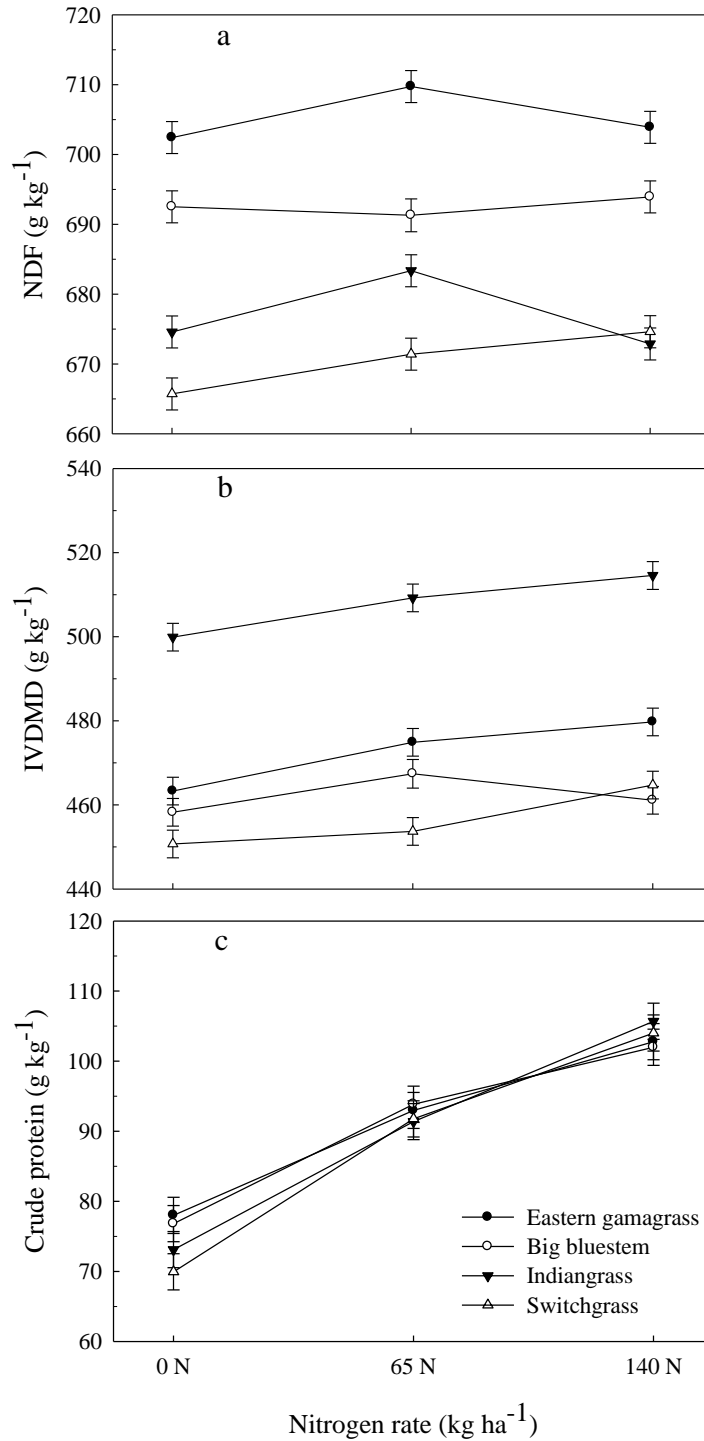 a
720
710
700
690
680
670
660
NDF (g kg⁻¹)
b
540
520
500
480
460
440
IVDMD (g kg⁻¹)
c
120
110
100
90
80
70
60
Crude protein (g kg⁻¹)
Eastern gamagrass
Big bluestem
Indiangrass
Switchgrass
0 N 65 N 140 N
Nitrogen rate (kg ha⁻¹)